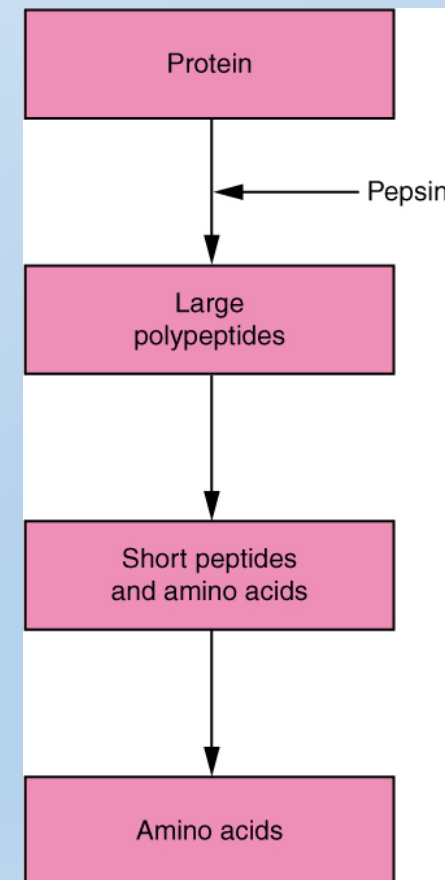 Protein
Pepsin
Large
polypeptides
Short peptides
and amino acids
Amino acids